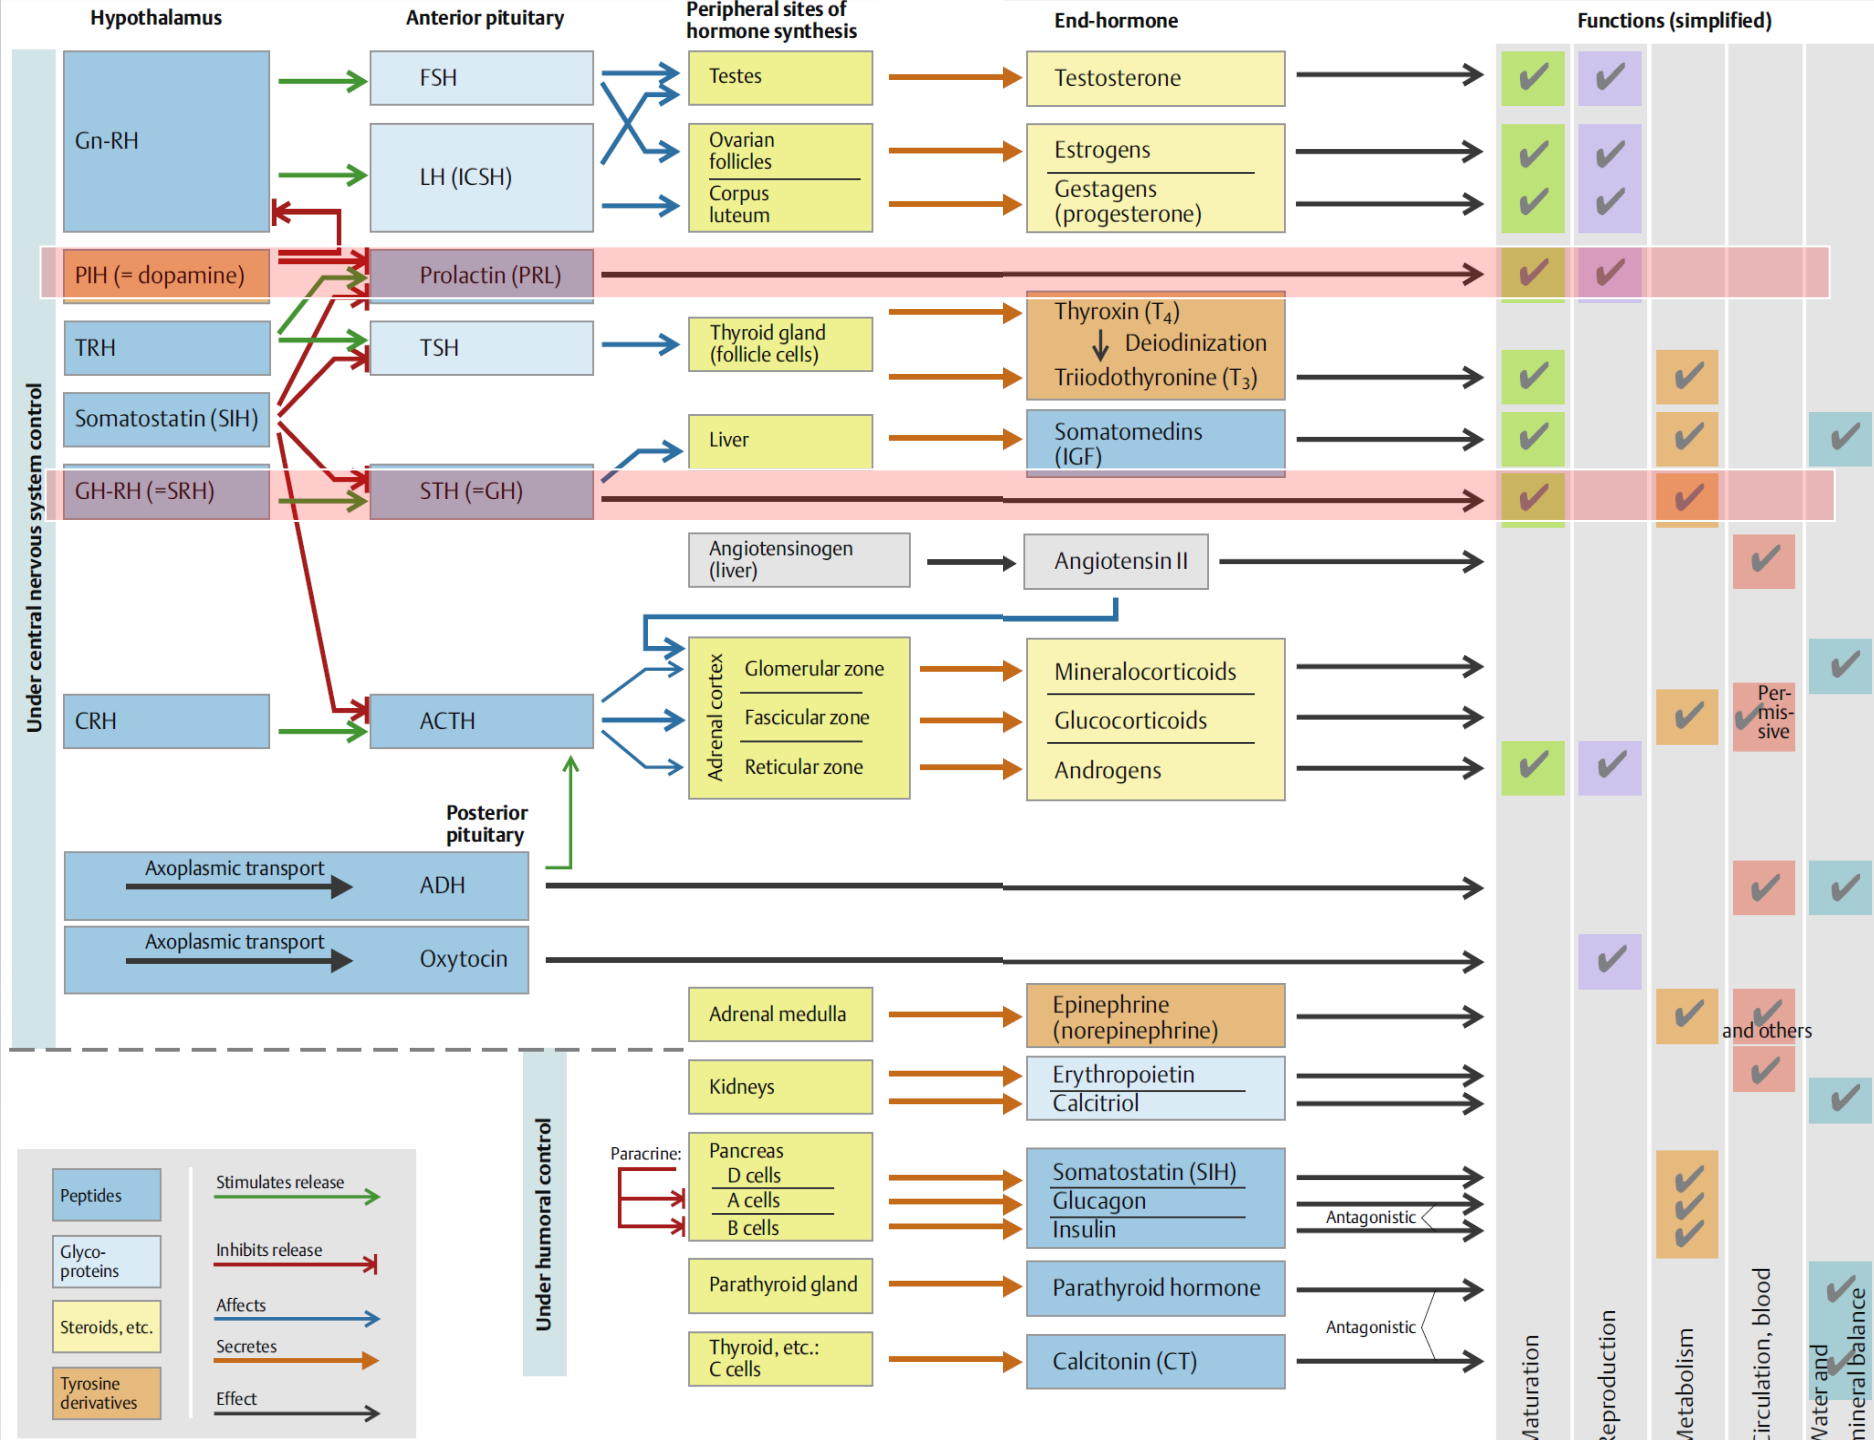 Hypothalamus
Anterior pituitary
Peripheral sites of
hormone synthesis
End-hormone
Functions (simplified)
Under central nervous system control
Gn-RH
FSH
Testes
Testosterone
LH (ICSH)
Ovarian
follicles
Estrogens
Corpus
luteum
Gestagens
(progesterone)
PIH (= dopamine)
Prolactin (PRL)
TRH
TSH
Thyroid gland
(follicle cells)
Thyroxin (T4)
Deiodinization
Triiodothyronine (T3)
Somatostatin (SIH)
Liver
Somatomedins
(IGF)
GH-RH (=SRH)
STH (=GH)
Angiotensinogen
(liver)
Angiotensin II
Adrenal cortex
Glomerular zone
Mineralocorticoids
CRH
ACTH
Fascicular zone
Glucocorticoids
Per-
mis-
sive
Reticular zone
Androgens
Posterior
pituitary
Axoplasmic transport
ADH
Axoplasmic transport
Oxytocin
Adrenal medulla
Epinephrine
(norepinephrine)
and others
Under humoral control
Kidneys
Erythropoietin
Calcitriol
Paracrine:
Pancreas
D cells
A cells
B cells
Somatostatin (SIH)
Glucagon
Insulin
Antagonistic
Parathyroid gland
Parathyroid hormone
Antagonistic
Thyroid, etc.:
C cells
Calcitonin (CT)
Peptides
Glyco-
proteins
Steroids, etc.
Tyrosine
derivatives
Stimulates release
Inhibits release
Affects
Secretes
Effect
Maturation
Reproduction
Metabolism
Circulation, blood
Water and
mineral balance